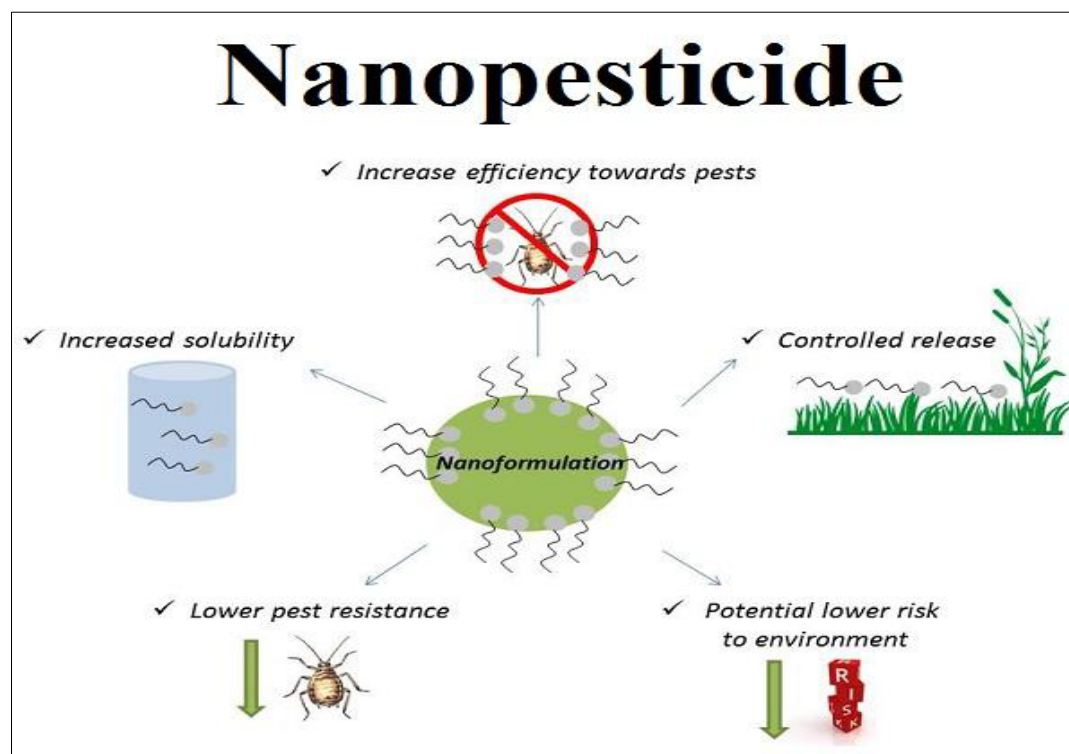 Nanopesticide
✓ Increase efficiency towards pests
✓ Increased solubility
✓ Controlled release
Nanoformulation
✓ Lower pest resistance
✓ Potential lower risk
to environment
R
I
S
K